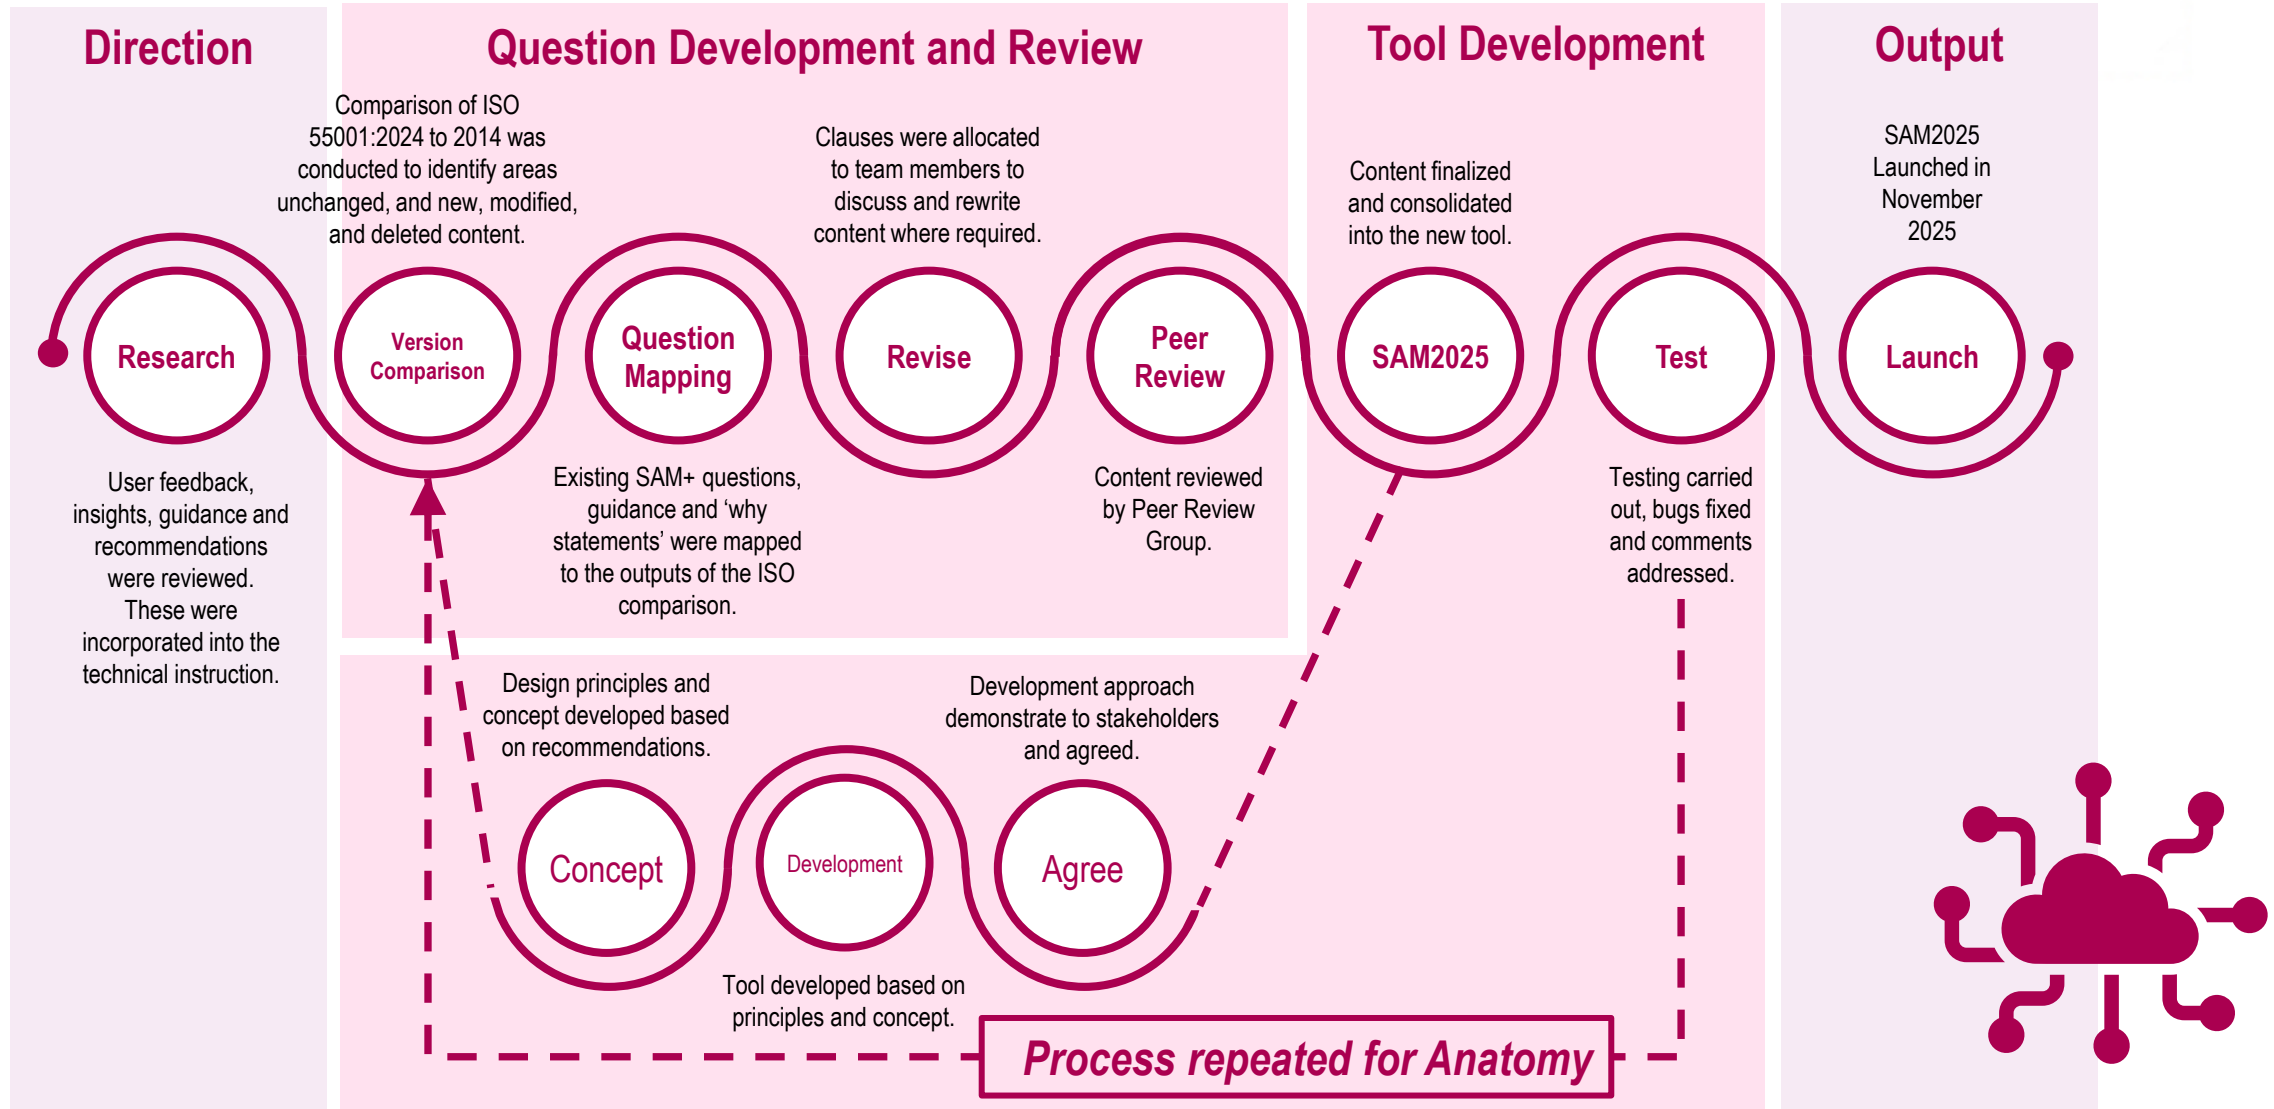 Direction
Question Development and Review
Tool Development
Output
Comparison of ISO
55001:2024 to 2014 was
conducted to identify areas
unchanged, and new, modified,
and deleted content.
Clauses were allocated
to team members to
discuss and rewrite
content where required.
Content finalized
and consolidated
into the new tool.
SAM2025
Launched in
November
2025
Research
Version
Comparison
Question
Mapping
Revise
Peer
Review
SAM2025
Test
Launch
User feedback,
insights, guidance and
recommendations
were reviewed.
These were
incorporated into the
technical instruction.
Existing SAM+ questions,
guidance and ‘why
statements’ were mapped
to the outputs of the ISO
comparison.
Content reviewed
by Peer Review
Group.
Testing carried
out, bugs fixed
and comments
addressed.
Design principles and
concept developed based
on recommendations.
Development approach
demonstrate to stakeholders
and agreed.
Concept
Development
Agree
Tool developed based on
principles and concept.
Process repeated for Anatomy